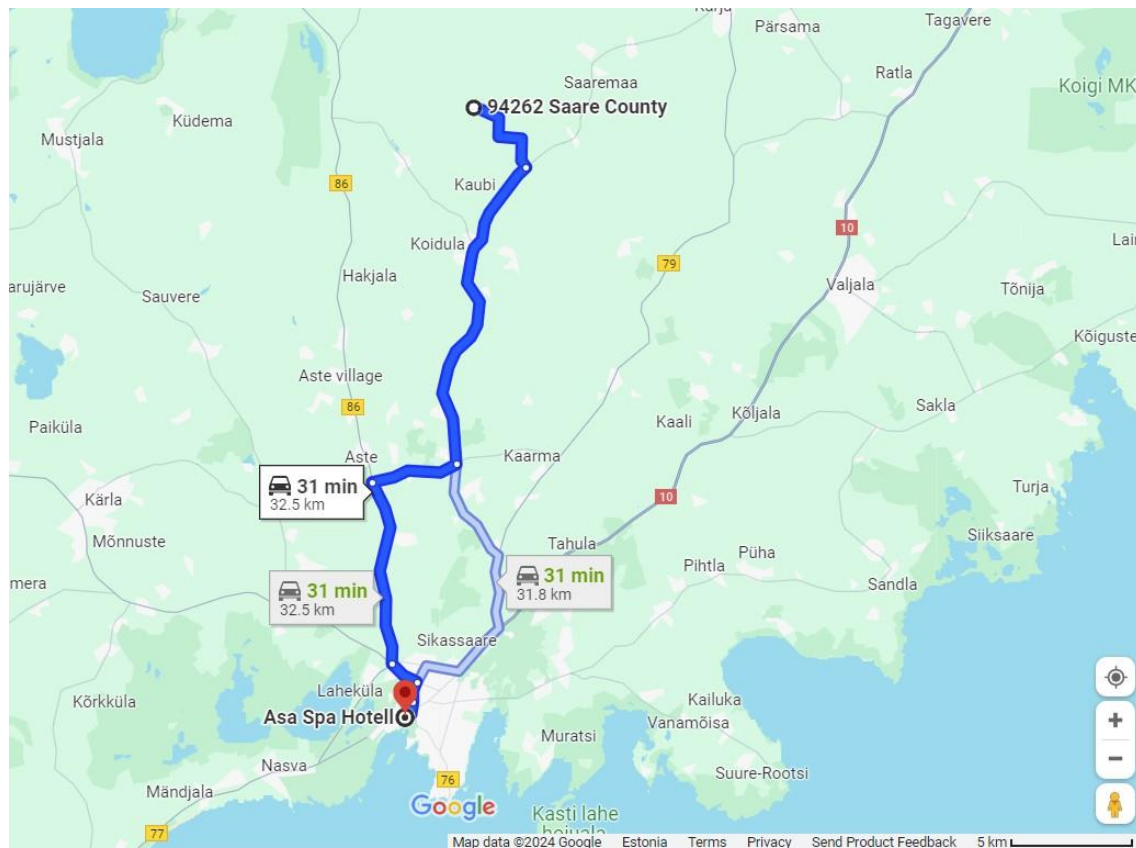 Karja
Pärsama
Tagavere
Ratla
Koigi MK
Saaremaa
94262 Saare County
Küdema
Mustjala
86
Kaubi
Koidula
10
Lai
Hakjala
79
arujärve
Sauvere
Valjala
Tõnija
Kõiguste
Aste village
86
Paiküla
Kaali
Kõljala
Sakla
Aste
Kaarma
31 min
32.5 km
Kärla
10
Turja
Mõnnuste
Tahula
Püha
Siiksaare
mera
31 min
32.5 km
31 min
31.8 km
Pihtla
Sandla
Sikassaare
Laheküla
Kõrkküla
Asa Spa Hotell
Kailuka
Vanamõisa
Muratsi
Nasva
Suure-Rootsi
76
Mändjala
Google
Kasti lahe
hoiuala
77
Map data ©2024 Google Estonia Terms Privacy Send Product Feedback 5 km